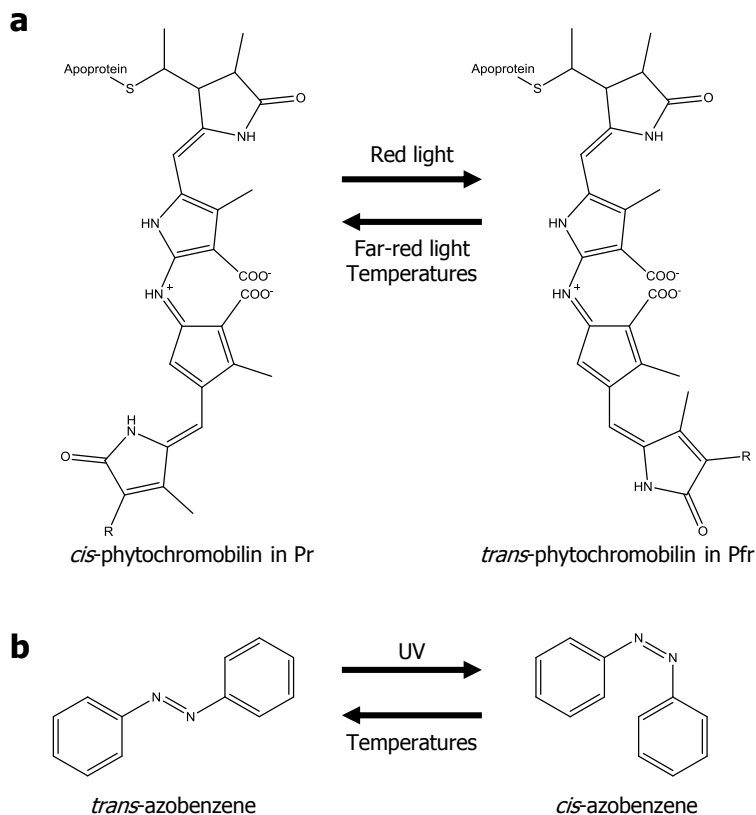 a
Apoprotein
S
O
NH
HN
COO-
HN+
COO-
H
N
O
R
cis-phytochromobilin in Pr
Red light
Far-red light
Temperatures
Apoprotein
S
O
NH
HN
COO-
HN+
COO-
R
NH
O
trans-phytochromobilin in Pfr
b
N
N
trans-azobenzene
UV
Temperatures
N
N
cis-azobenzene